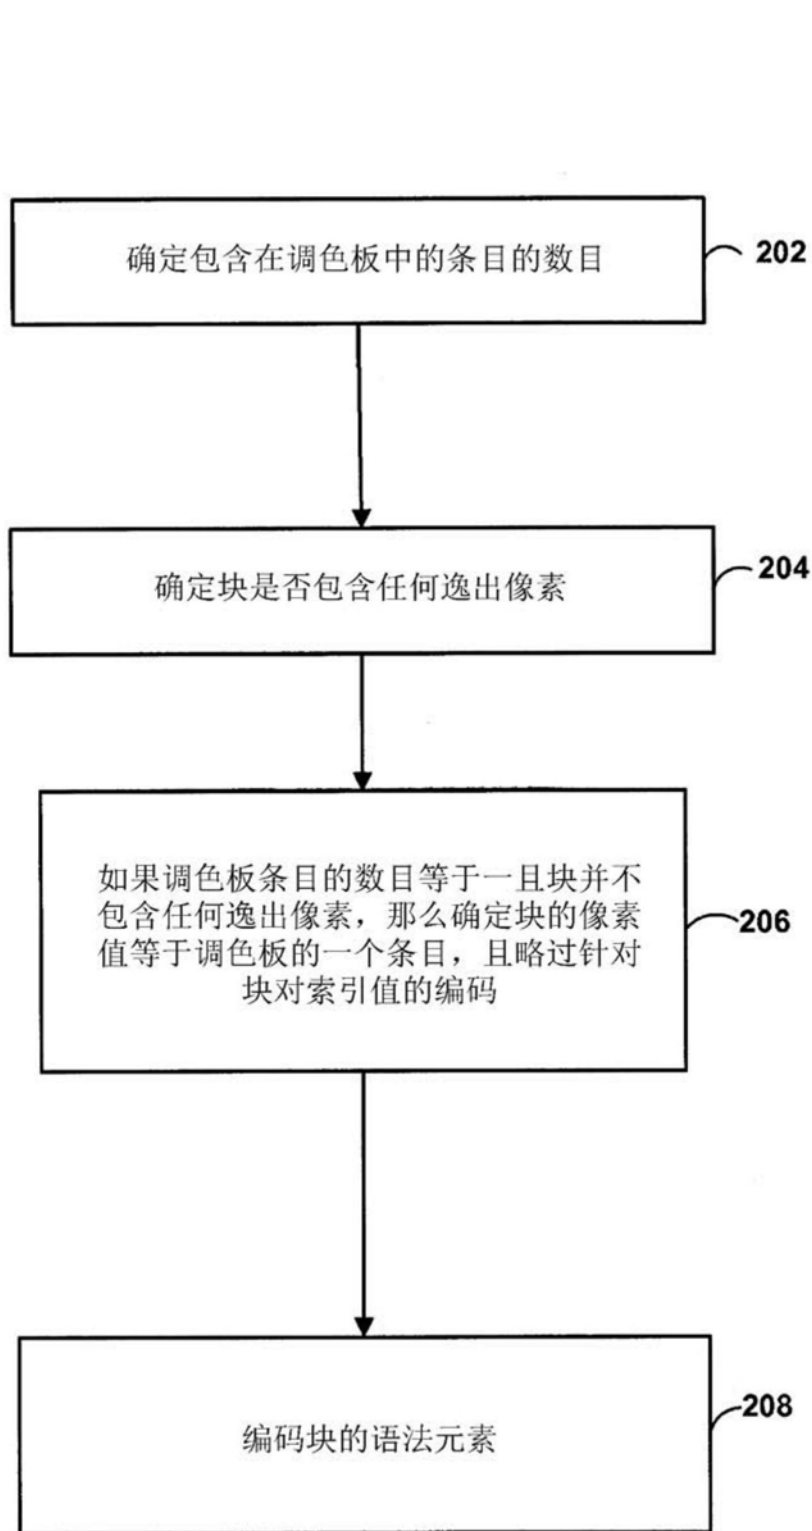 确定包含在调色板中的条目的数目
202
确定块是否包含任何逸出像素
204
如果调色板条目的数目等于一且块并不
包含任何逸出像素，那么确定块的像素
值等于调色板的一个条目，且略过针对
块对索引值的编码
206
编码块的语法元素
208